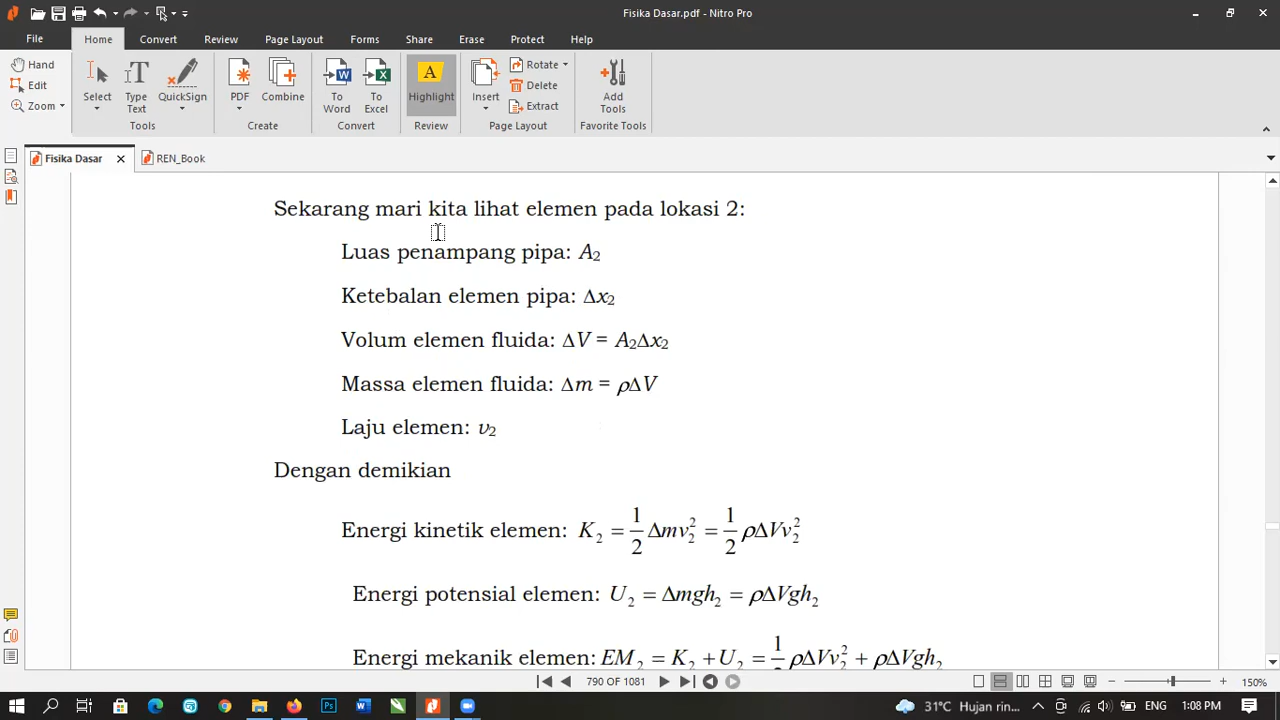 Fisika Dasar.pdf - Nitro Pro
File Home Convert Review Page Layout Forms Share Erase Protect Help
Hand
Edit
Zoom
Select
Type Text
QuickSign
PDF
Combine
To Word
To Excel
A
Highlight
Insert
Rotate
Delete
Extract
Add Tools
Tools Create Convert Review Page Layout Favorite Tools
Fisika Dasar REN_Book
Sekarang mari kita lihat elemen pada lokasi 2:
Luas penampang pipa: A₂
Ketebalan elemen pipa: Δx₂
Volum elemen fluida: ΔV = A₂Δx₂
Massa elemen fluida: Δm = ρΔV
Laju elemen: v₂
Dengan demikian
Energi kinetik elemen: K₂ = 1/2 Δmv₂² = 1/2 ρΔVv₂²
Energi potensial elemen: U₂ = Δmgh₂ = ρΔVgh₂
Energi mekanik elemen: EM₂ = K₂ + U₂ = 1/2 ρΔVv₂² + ρΔVgh₂
790 OF 1081 150%
31°C Hujan rin... ENG 1:08 PM